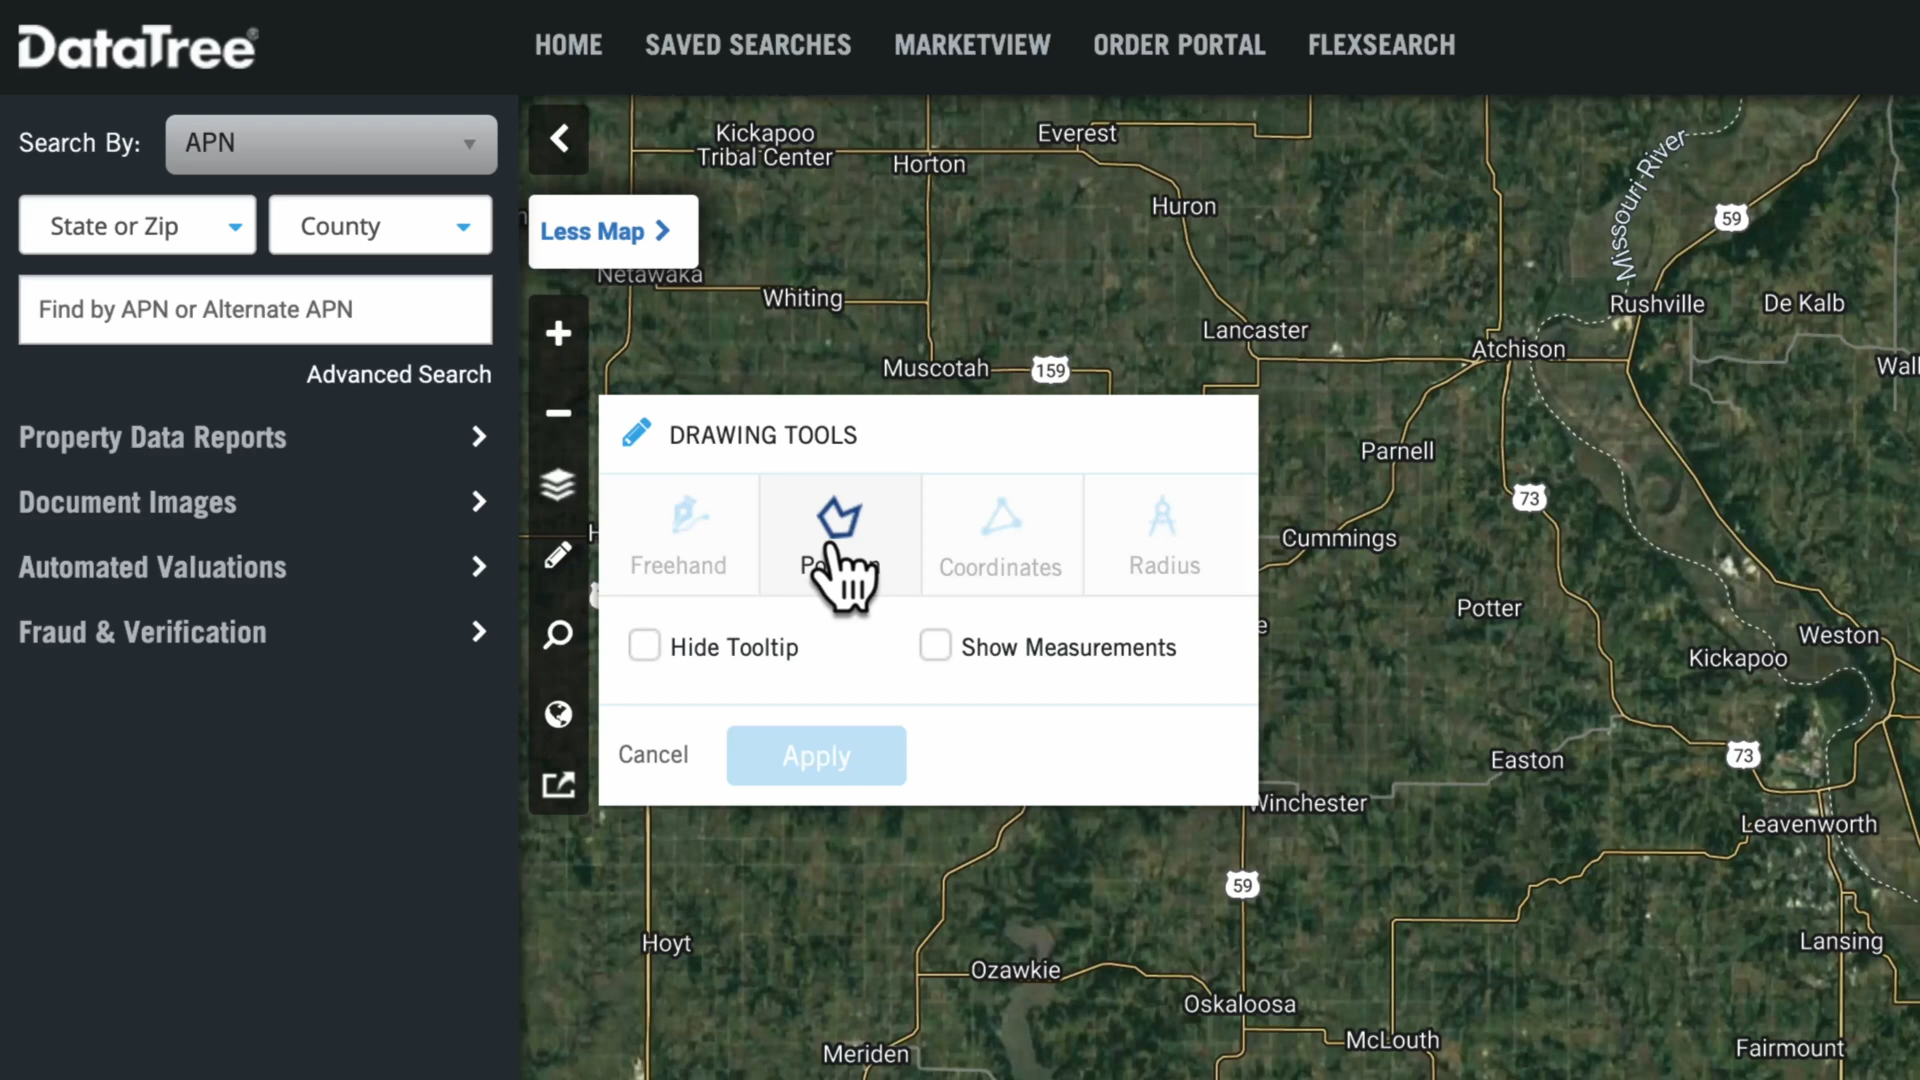 DataTree®
HOME
SAVED SEARCHES
MARKETVIEW
ORDER PORTAL
FLEXSEARCH
Search By:
APN
State or Zip
County
Find by APN or Alternate APN
Advanced Search
Property Data Reports
Document Images
Automated Valuations
Fraud & Verification
Less Map
DRAWING TOOLS
Freehand
Coordinates
Radius
Hide Tooltip
Show Measurements
Cancel
Apply
Kickapoo
Tribal Center
Everest
Horton
Huron
Missouri River
59
Netawaka
Whiting
Rushville
De Kalb
Lancaster
Atchison
Muscotah
159
Parnell
73
Cummings
Potter
Weston
Kickapoo
Easton
73
Winchester
Leavenworth
59
Hoyt
Lansing
Ozawkie
Oskaloosa
McLouth
Meriden
Fairmount